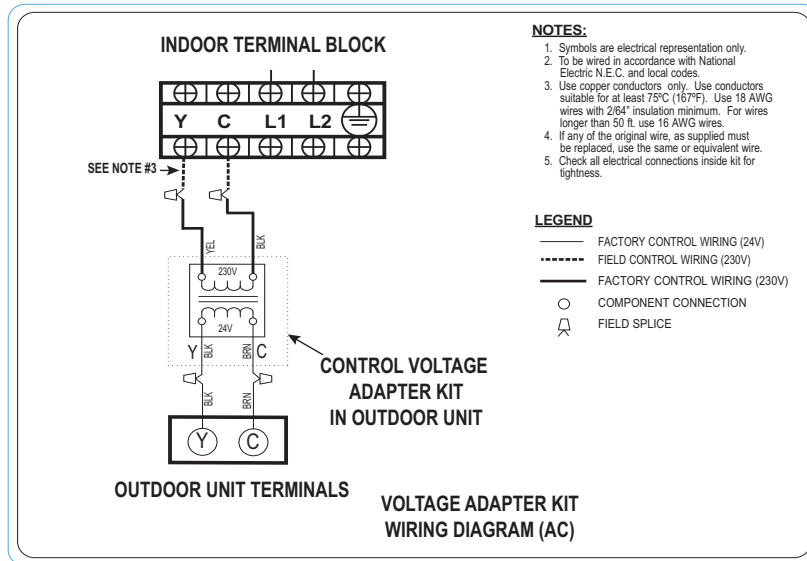 INDOOR TERMINAL BLOCK
Y C L1 L2
SEE NOTE #3
YEL
BLK
230V
24V
Y
BLK
BRN
C
CONTROL VOLTAGE
ADAPTER KIT
IN OUTDOOR UNIT
BLK
BRN
Y
C
OUTDOOR UNIT TERMINALS
VOLTAGE ADAPTER KIT
WIRING DIAGRAM (AC)
NOTES:
1. Symbols are electrical representation only.
2. To be wired in accordance with National
Electric N.E.C. and local codes.
3. Use copper conductors only. Use conductors
suitable for at least 75ºC (167ºF). Use 18 AWG
wires with 2/64” insulation minimum. For wires
longer than 50 ft. use 16 AWG wires.
4. If any of the original wire, as supplied must
be replaced, use the same or equivalent wire.
5. Check all electrical connections inside kit for
tightness.
LEGEND
FACTORY CONTROL WIRING (24V)
FIELD CONTROL WIRING (230V)
FACTORY CONTROL WIRING (230V)
COMPONENT CONNECTION
FIELD SPLICE